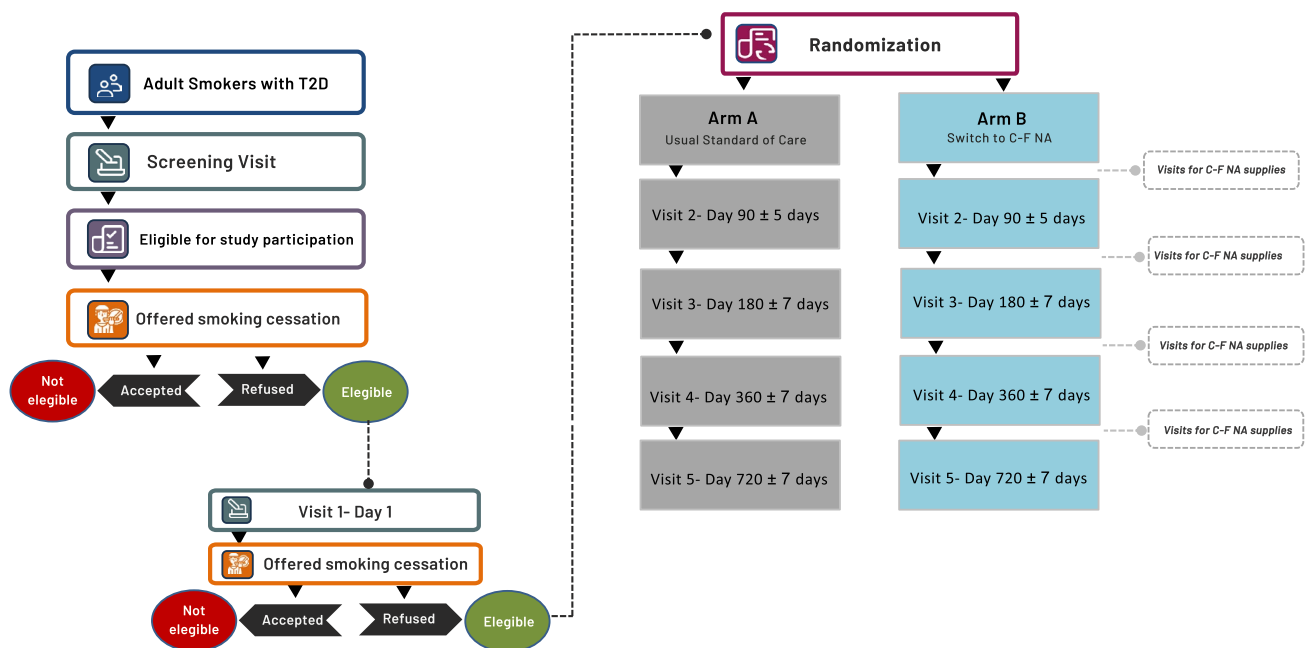 Adult Smokers with T2D
Screening Visit
Eligible for study participation
Offered smoking cessation
Not
elegible
Accepted
Refused
Elegible
Visit 1- Day 1
Offered smoking cessation
Not
elegible
Accepted
Refused
Elegible
Randomization
Arm A
Usual Standard of Care
Visit 2- Day 90 ± 5 days
Visit 3- Day 180 ± 7 days
Visit 4- Day 360 ± 7 days
Visit 5- Day 720 ± 7 days
Arm B
Switch to C-F NA
Visit 2- Day 90 ± 5 days
Visit 3- Day 180 ± 7 days
Visit 4- Day 360 ± 7 days
Visit 5- Day 720 ± 7 days
Visits for C-F NA supplies
Visits for C-F NA supplies
Visits for C-F NA supplies
Visits for C-F NA supplies